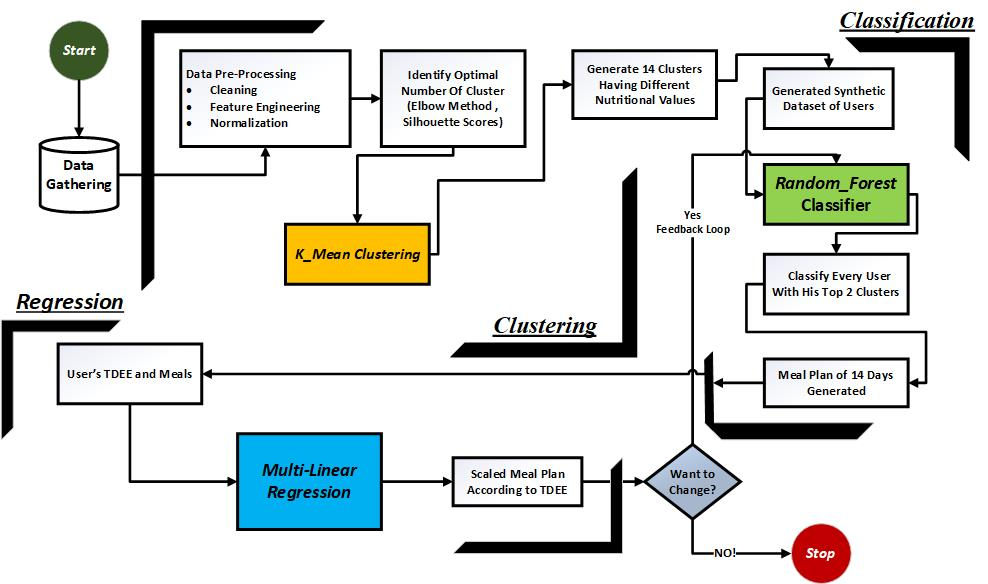 Classification
Start
Data Pre-Processing
• Cleaning
• Feature Engineering
• Normalization
Identify Optimal
Number Of Cluster
(Elbow Method ,
Silhouette Scores)
Generate 14 Clusters
Having Different
Nutritional Values
Generated Synthetic
Dataset of Users
Data
Gathering
Random_Forest
Classifier
Yes
Feedback Loop
K_Mean Clustering
Classify Every User
With His Top 2 Clusters
Regression
Clustering
User's TDEE and Meals
Meal Plan of 14 Days
Generated
Multi-Linear
Regression
Scaled Meal Plan
According to TDEE
Want to
Change?
NO!
Stop